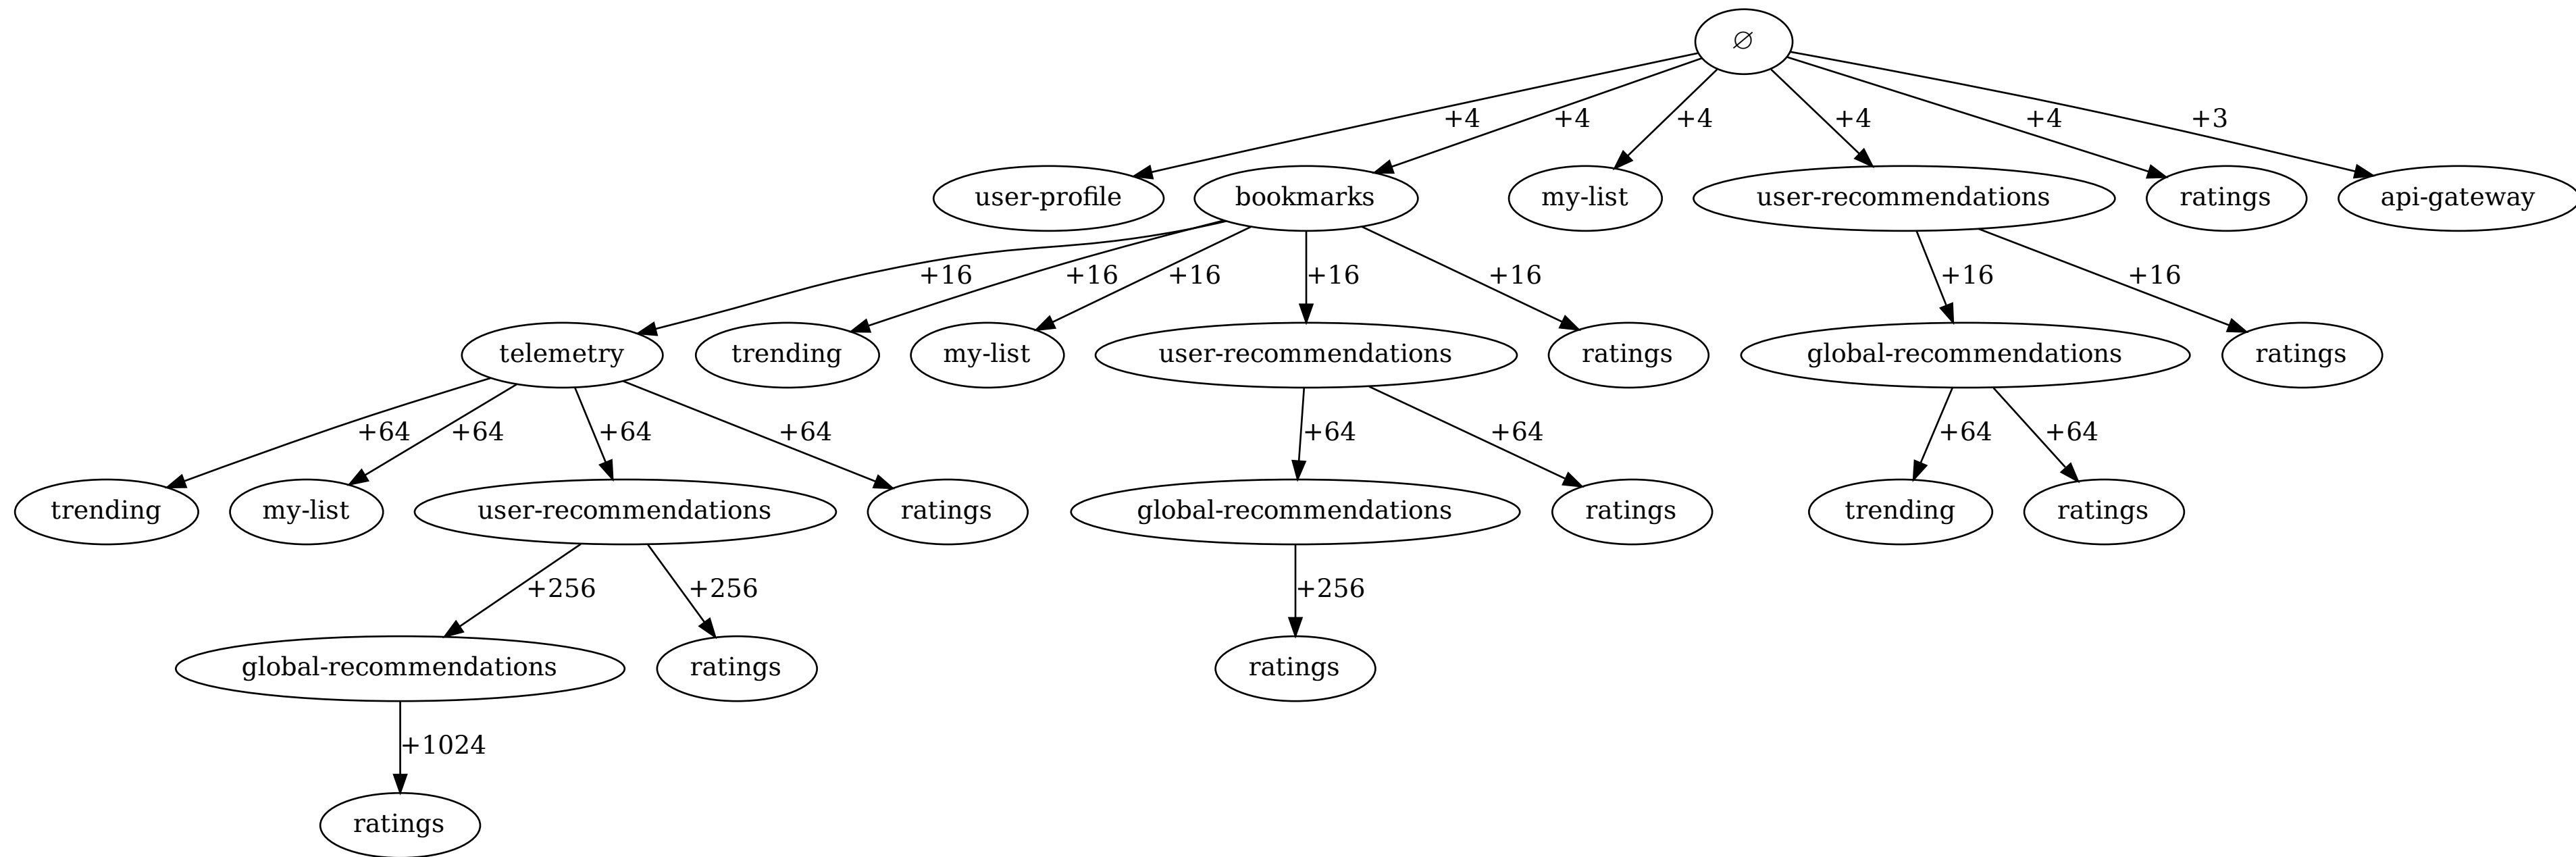 ∅
+4
+4
+4
+4
+4
+3
user-profile
bookmarks
my-list
user-recommendations
ratings
api-gateway
+16
+16
+16
+16
+16
+16
+16
telemetry
trending
my-list
user-recommendations
ratings
global-recommendations
ratings
+64
+64
+64
+64
+64
+64
+64
+64
trending
my-list
user-recommendations
ratings
global-recommendations
ratings
trending
ratings
+256
+256
+256
global-recommendations
ratings
ratings
+1024
ratings